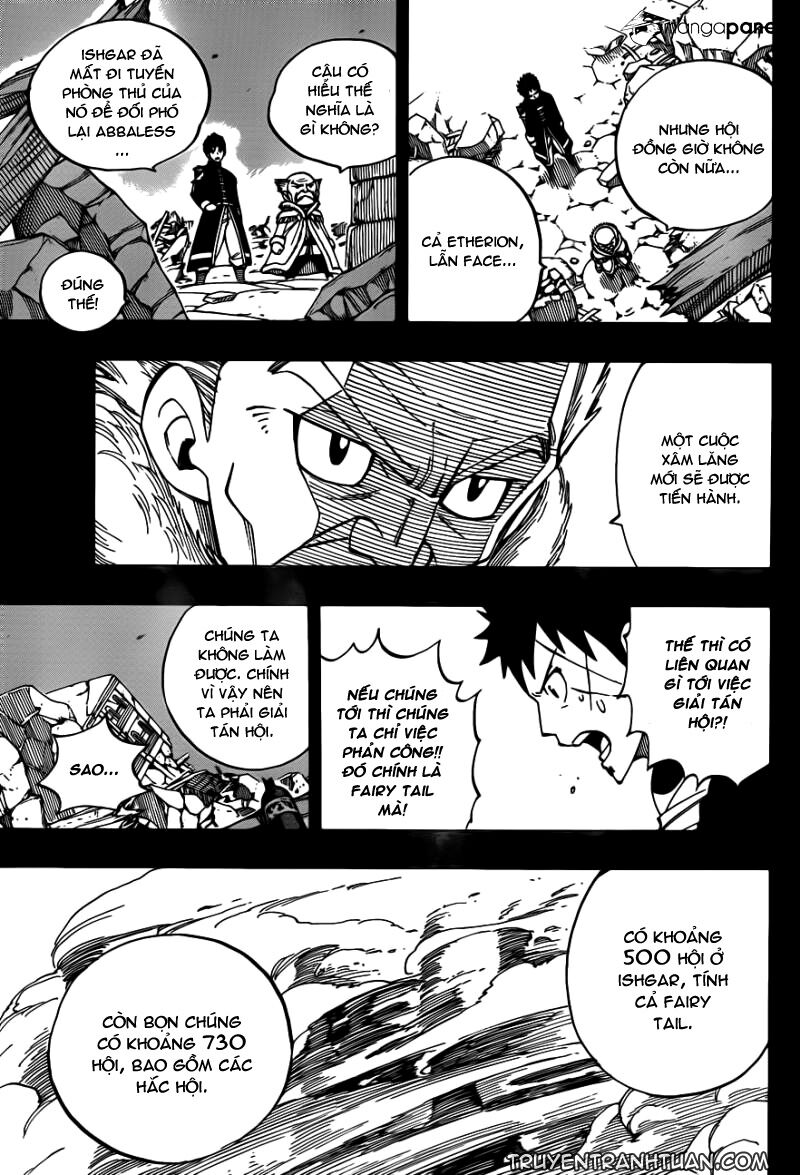 mangapanda
NHƯNG HỘI
ĐỒNG GIỜ KHÔNG
CÒN NỮA...
CẢ ETHERION,
LẪN FACE...
CÂU CÓ
HIỂU THẾ
NGHĨA LÀ
GÌ KHÔNG?
ISHGAR ĐÃ
MẤT ĐI TUYẾN
PHÒNG THỦ CỦA
NÓ ĐỂ ĐỐI PHÓ
LẠI ABBALESS
...
ĐÚNG
THẾ!
MỘT CUỘC
XÂM LĂNG
MỚI SẼ ĐƯỢC
TIẾN HÀNH.
THẾ THÌ CÓ
LIÊN QUAN
GÌ TỚI VIỆC
GIẢI TÁN
HỘI?!
NẾU CHÚNG
TỚI THÌ CHÚNG
TA CHỈ VIỆC
PHẢN CÔNG!!
ĐÓ CHÍNH LÀ
FAIRY TAIL
MÀ!
CHÚNG TA
KHÔNG LÀM
ĐƯỢC. CHÍNH
VÌ VẬY NÊN
TA PHẢI GIẢI
TÁN HỘI.
SAO...
CÓ KHOẢNG
500 HỘI Ở
ISHGAR, TÍNH
CẢ FAIRY
TAIL.
CÒN BỌN CHÚNG
CÓ KHOẢNG 730
HỘI, BAO GỒM CÁC
HẮC HỘI.
TRUYENTRANHTUAN.COM